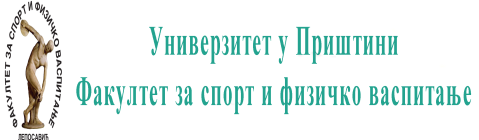 ФАКУЛТЕТ ЗА СПОРТ И ФИЗИЧКО ВАСПИТАЊЕ
ЛЕПОСАВИЋ
Универзитет у Приштини
Факултет за спорт и физичко васпитање